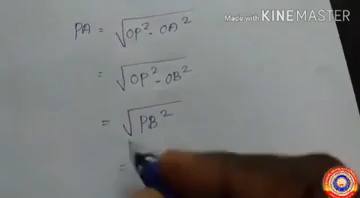 Made with KINEMASTER
PA = √OP² - OA²
= √OP² - OB²
= √PB²
=